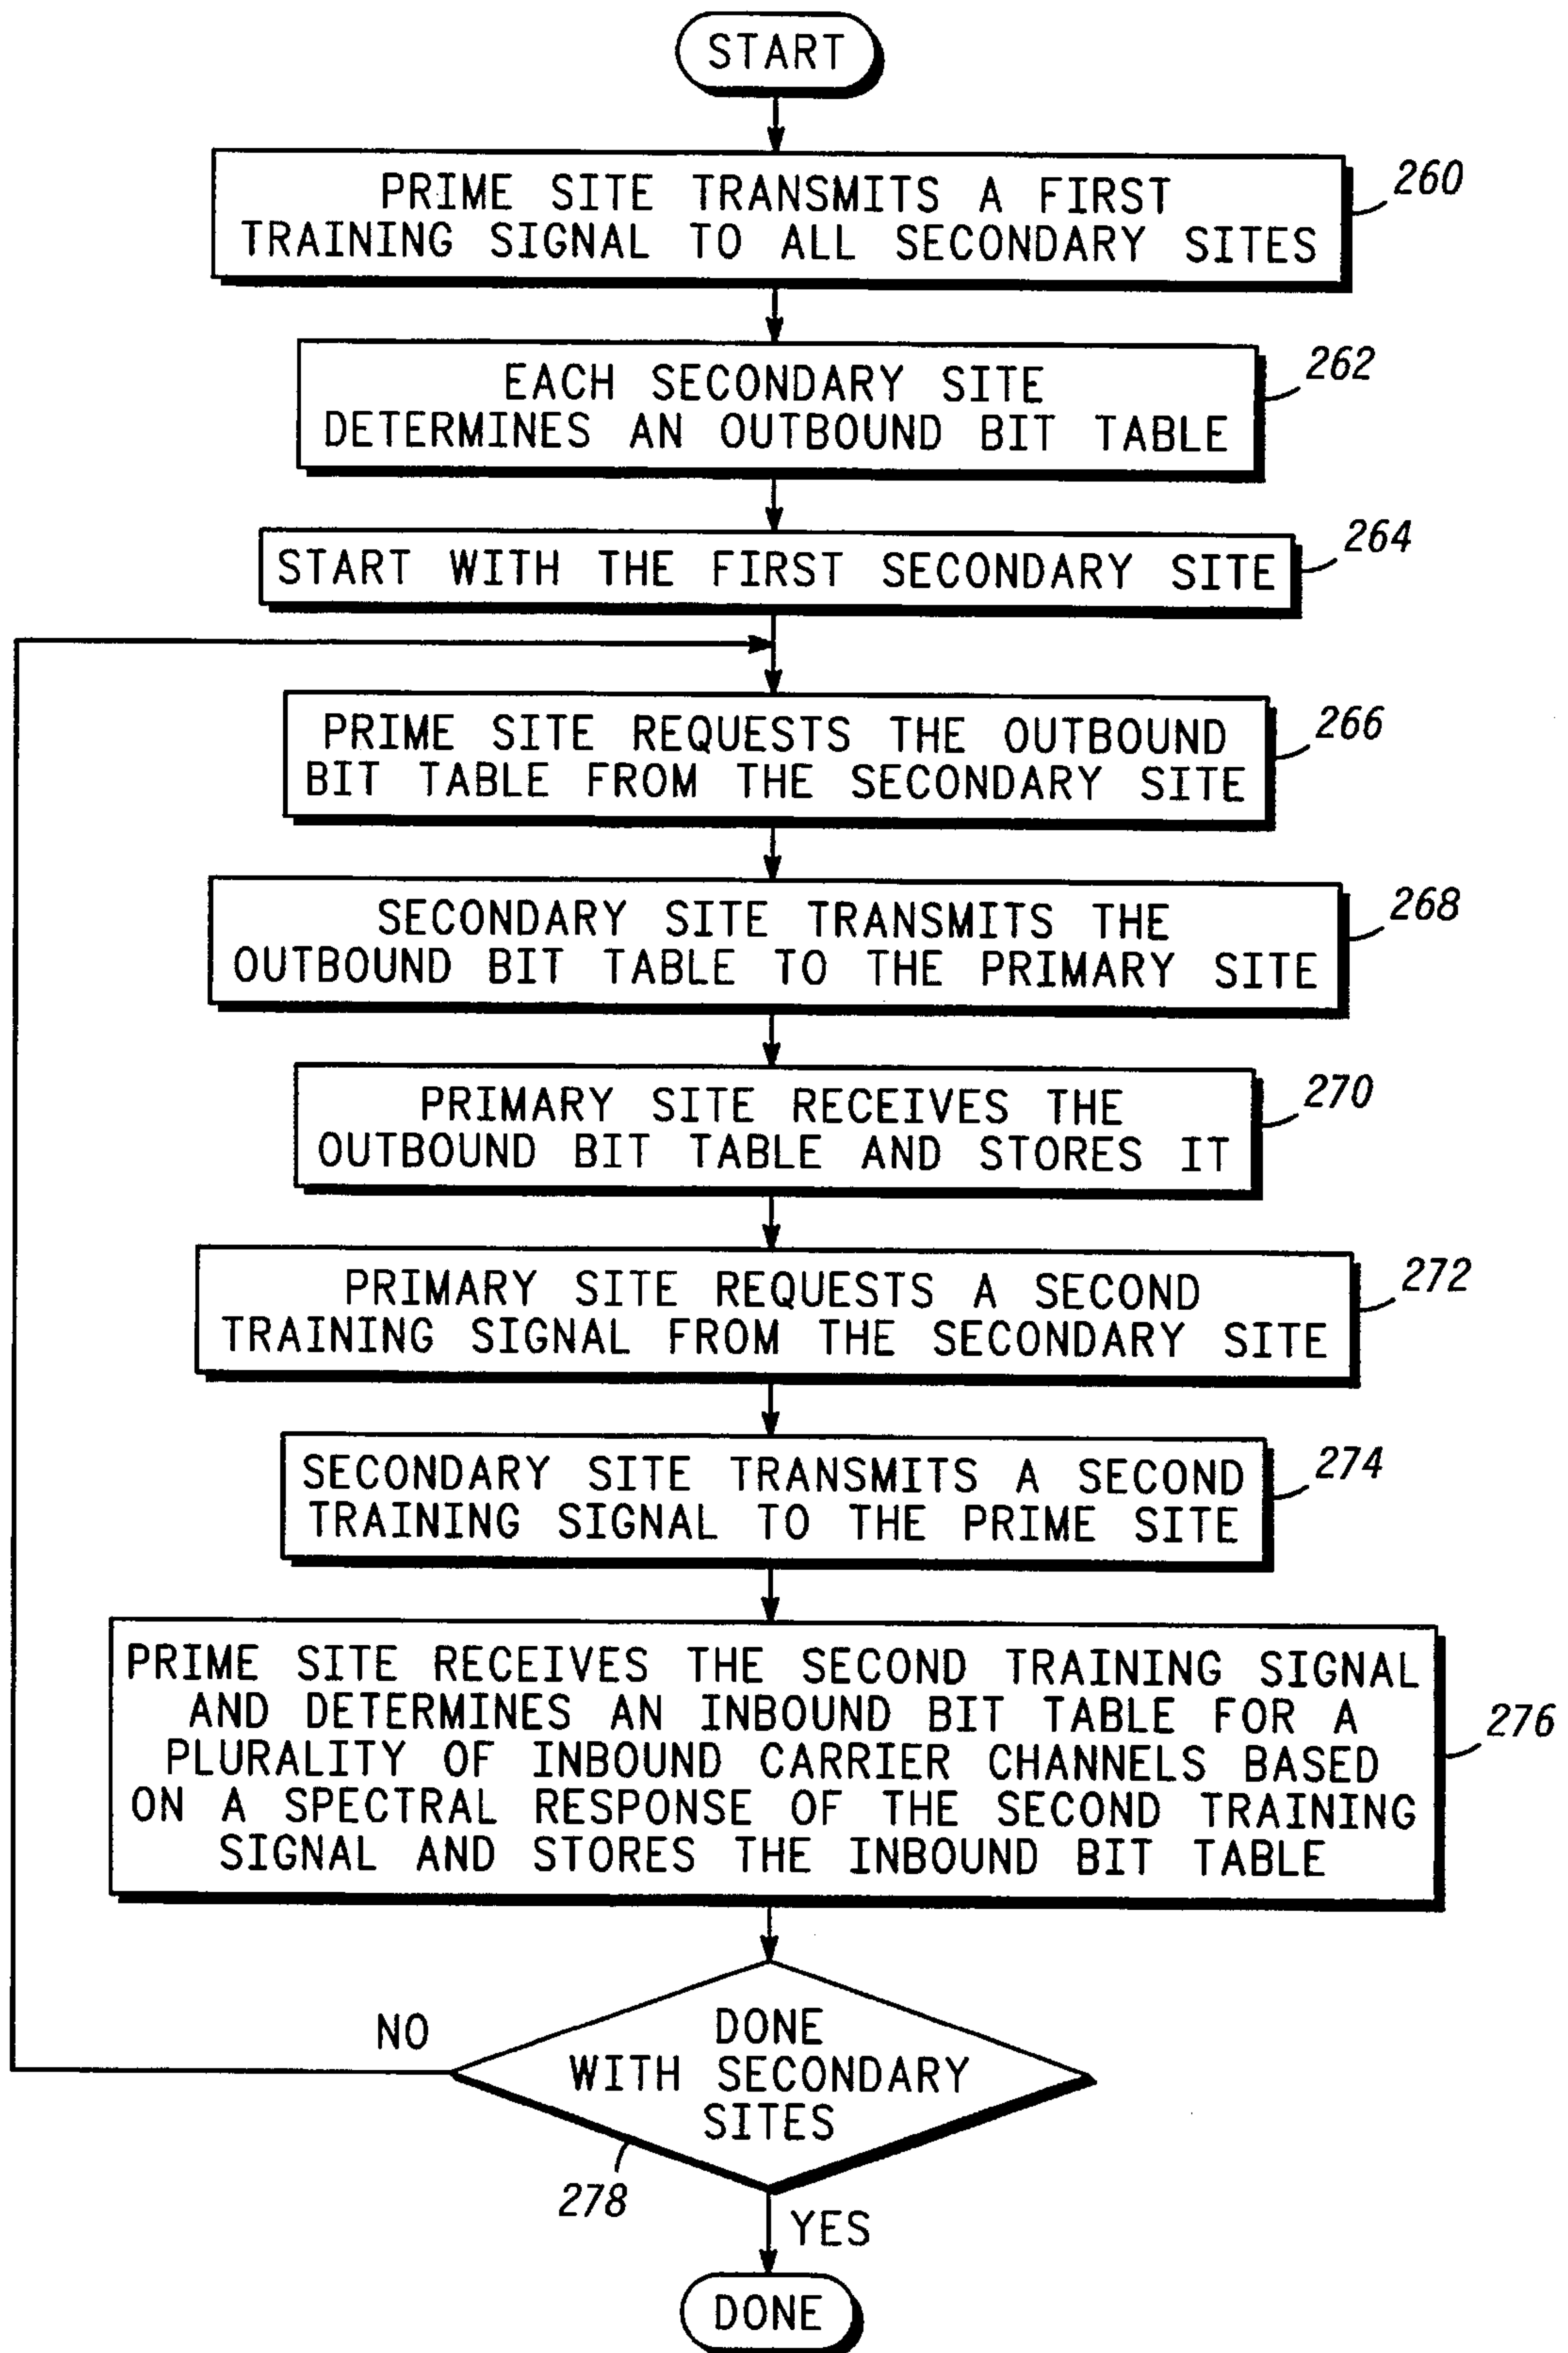 START
PRIME SITE TRANSMITS A FIRST
TRAINING SIGNAL TO ALL SECONDARY SITES
260
EACH SECONDARY SITE
DETERMINES AN OUTBOUND BIT TABLE
262
START WITH THE FIRST SECONDARY SITE
264
PRIME SITE REQUESTS THE OUTBOUND
BIT TABLE FROM THE SECONDARY SITE
266
SECONDARY SITE TRANSMITS THE
OUTBOUND BIT TABLE TO THE PRIMARY SITE
268
PRIMARY SITE RECEIVES THE
OUTBOUND BIT TABLE AND STORES IT
270
PRIMARY SITE REQUESTS A SECOND
TRAINING SIGNAL FROM THE SECONDARY SITE
272
SECONDARY SITE TRANSMITS A SECOND
TRAINING SIGNAL TO THE PRIME SITE
274
PRIME SITE RECEIVES THE SECOND TRAINING SIGNAL
AND DETERMINES AN INBOUND BIT TABLE FOR A
PLURALITY OF INBOUND CARRIER CHANNELS BASED
ON A SPECTRAL RESPONSE OF THE SECOND TRAINING
SIGNAL AND STORES THE INBOUND BIT TABLE
276
NO
DONE
WITH SECONDARY
SITES
278
YES
DONE